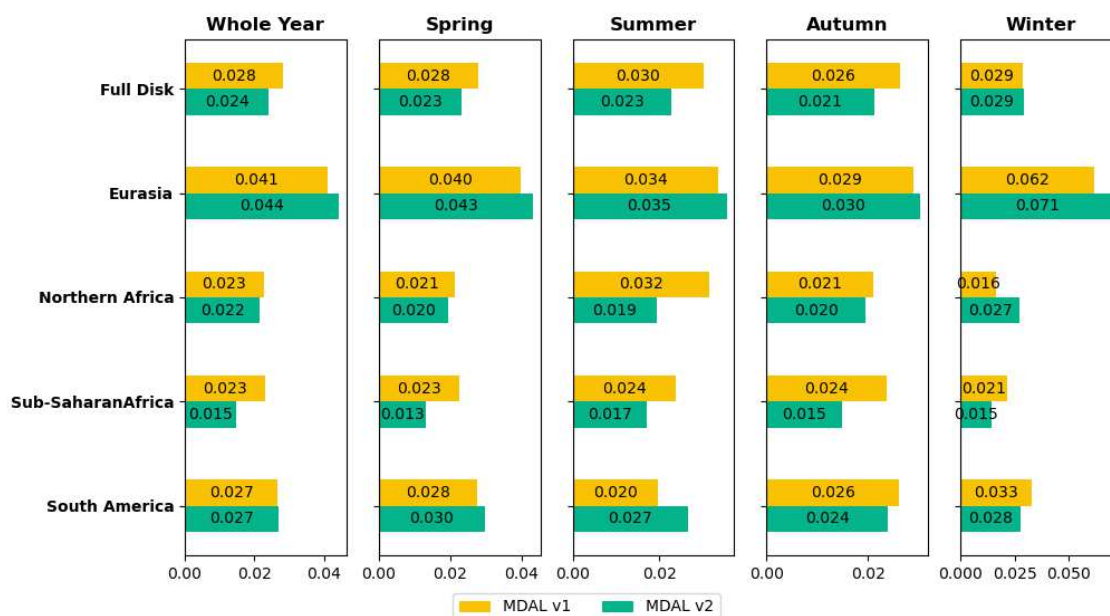 Whole Year Spring Summer Autumn Winter
Full Disk 0.028 0.028 0.030 0.026 0.029
0.024 0.023 0.023 0.021 0.029
Eurasia 0.041 0.040 0.034 0.029 0.062
0.044 0.043 0.035 0.030 0.071
Northern Africa 0.023 0.021 0.032 0.021 0.016
0.022 0.020 0.019 0.020 0.027
Sub-SaharanAfrica 0.023 0.023 0.024 0.024 0.021
0.015 0.013 0.017 0.015 0.015
South America 0.027 0.028 0.020 0.026 0.033
0.027 0.030 0.027 0.024 0.028
0.00 0.02 0.04 0.00 0.02 0.04 0.00 0.02 0.00 0.02 0.000 0.025 0.050
MDAL v1 MDAL v2